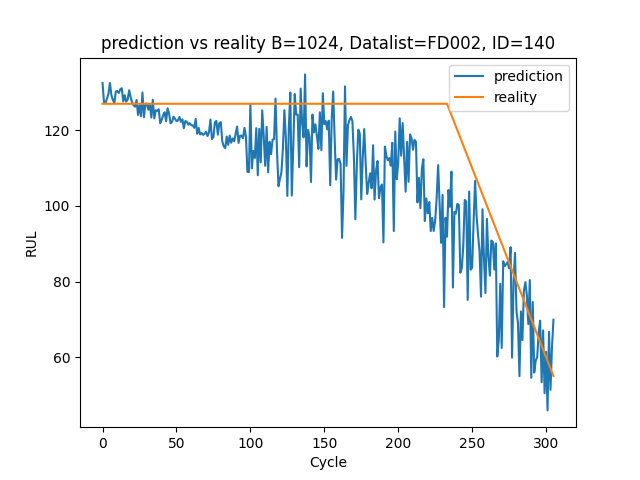 prediction vs reality B=1024, Datalist=FD002, ID=140
prediction
reality
120
100
80
60
RUL
0 50 100 150 200 250 300
Cycle